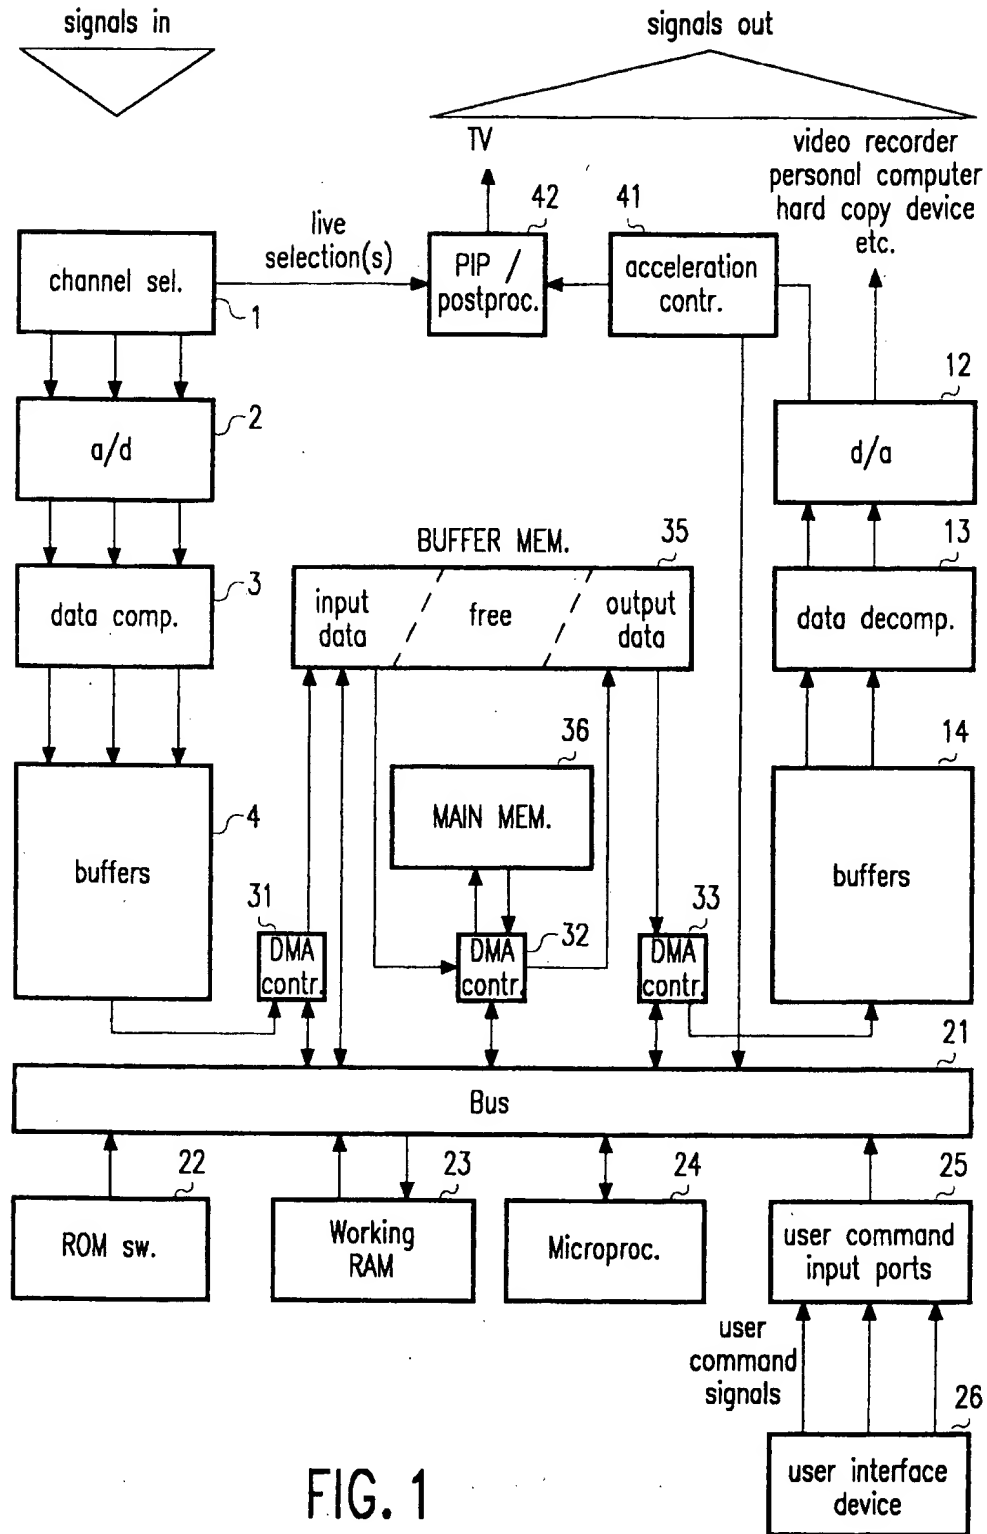 signals in
signals out
TV
video recorder
personal computer
hard copy device
etc.
42
41
live
selection(s)
channel sel.
1
PIP /
postproc.
acceleration
contr.
12
2
a/d
d/a
BUFFER MEM.
35
13
3
data comp.
input
data
free
output
data
data decomp.
36
14
MAIN MEM.
4
buffers
buffers
31
DMA
contr.
32
DMA
contr.
33
DMA
contr.
21
Bus
22
23
24
25
ROM sw.
Working
RAM
Microproc.
user command
input ports
user
command
signals
26
user interface
device
FIG. 1